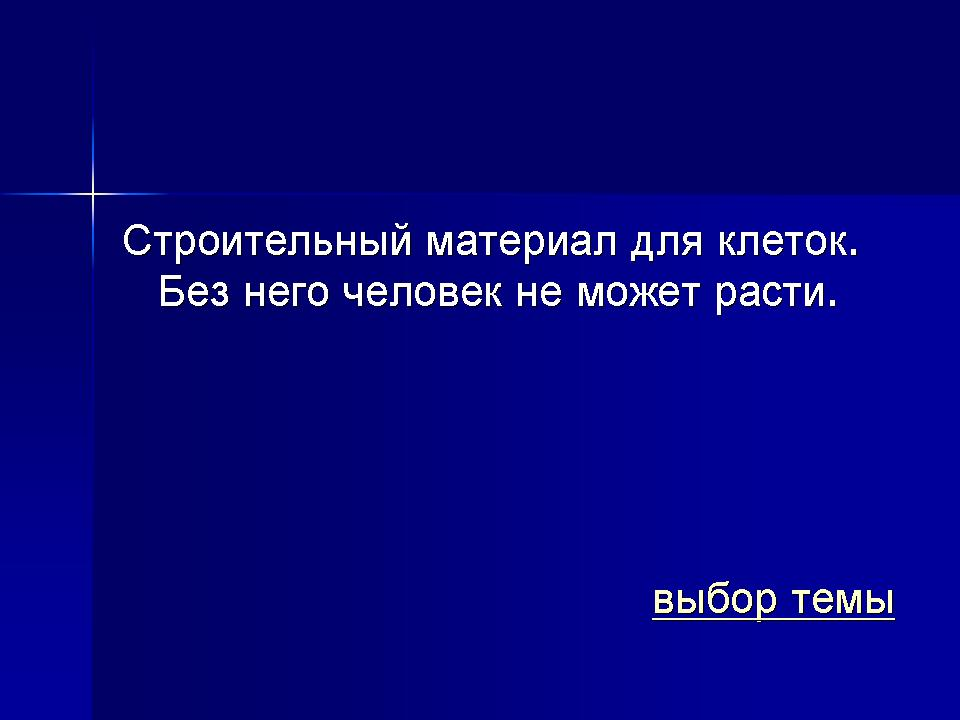 Строительный материал для клеток.
Без него человек не может расти.
выбор темы